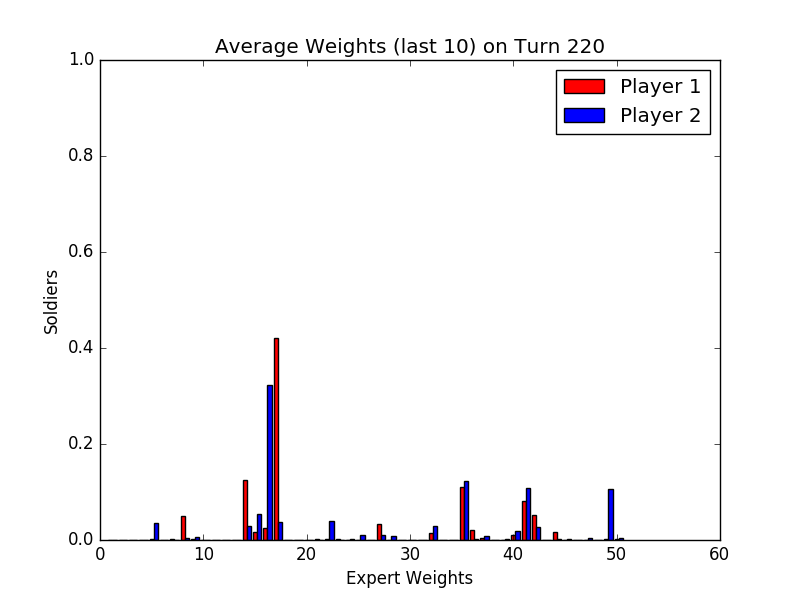 Average Weights (last 10) on Turn 220
1.0
Player 1
Player 2
0.8
0.6
Soldiers
0.4
0.2
0.0
0 10 20 30 40 50 60
Expert Weights